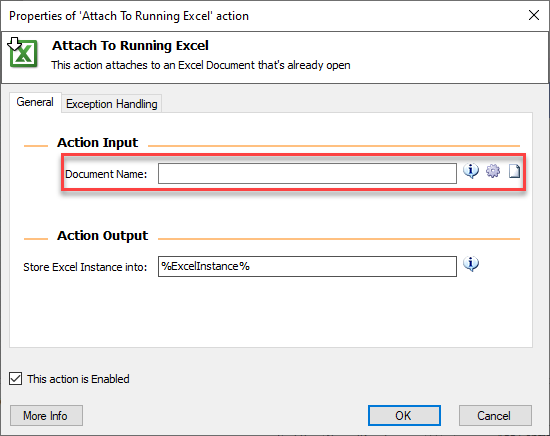 Properties of 'Attach To Running Excel' action
Attach To Running Excel
This action attaches to an Excel Document that's already open
General
Exception Handling
Action Input
Document Name:
Action Output
Store Excel Instance into:
%ExcelInstance%
This action is Enabled
More Info
OK
Cancel